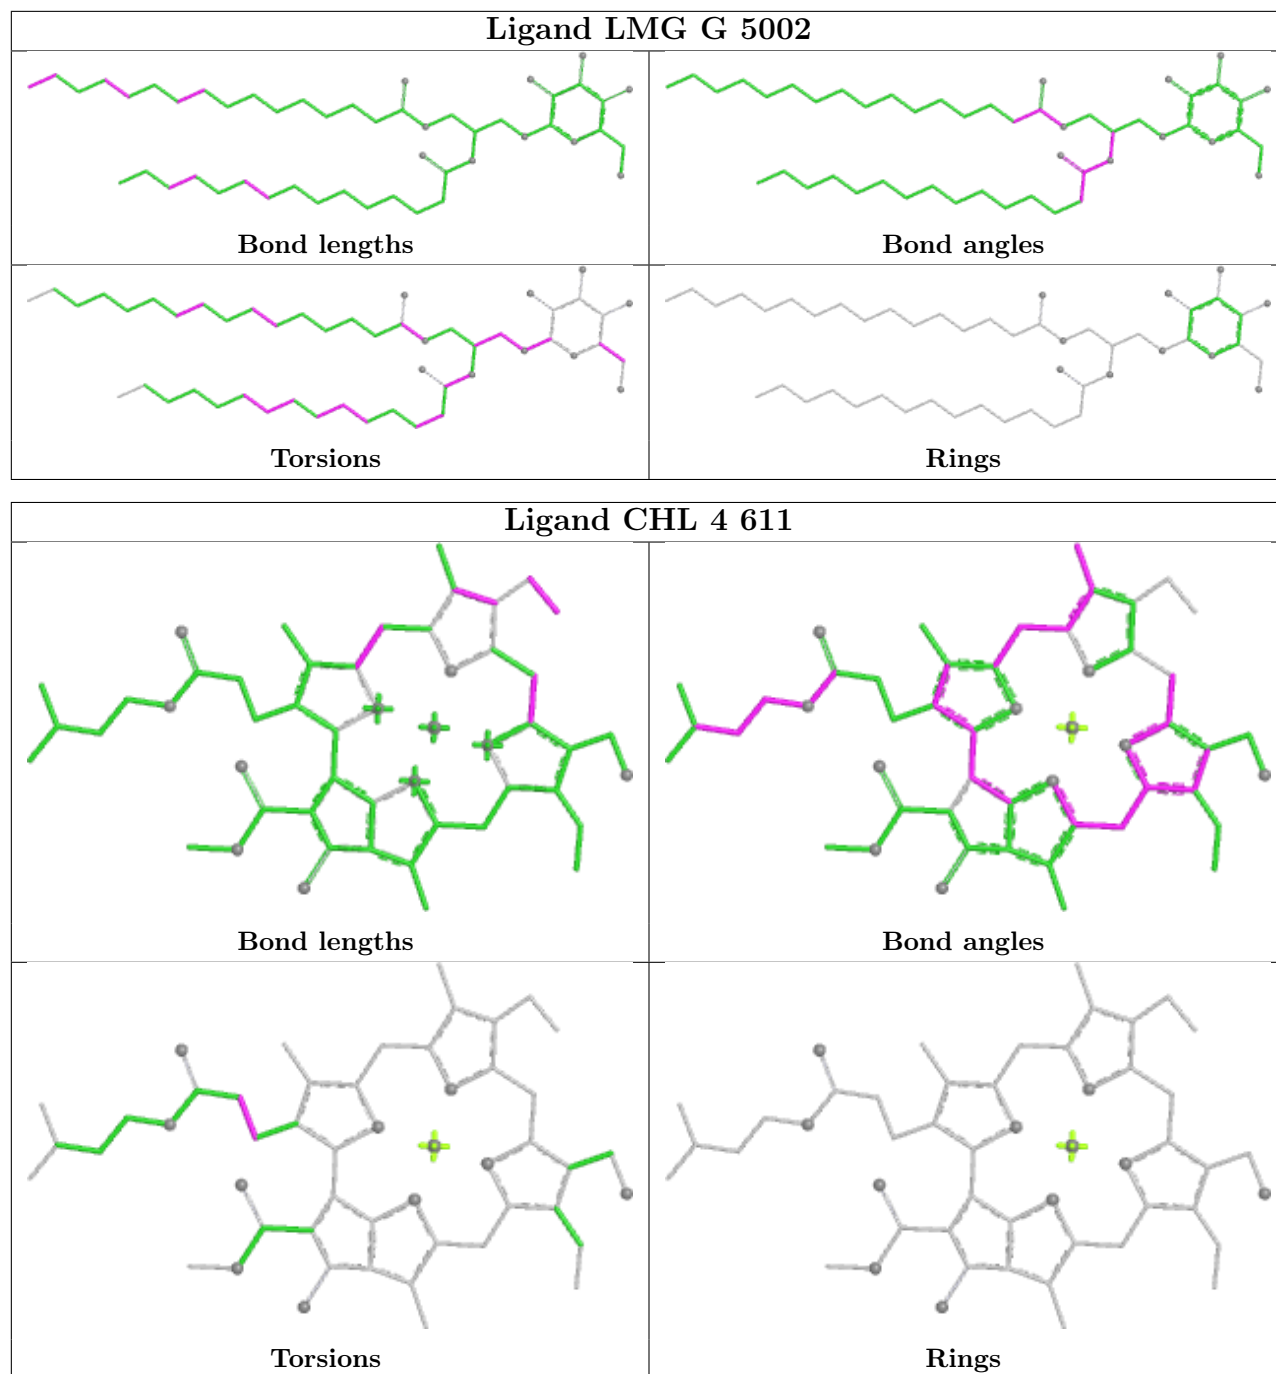 Ligand LMG G 5002
Bond lengths
Bond angles
Torsions
Rings
Ligand CHL 4 611
Bond lengths
Bond angles
Torsions
Rings